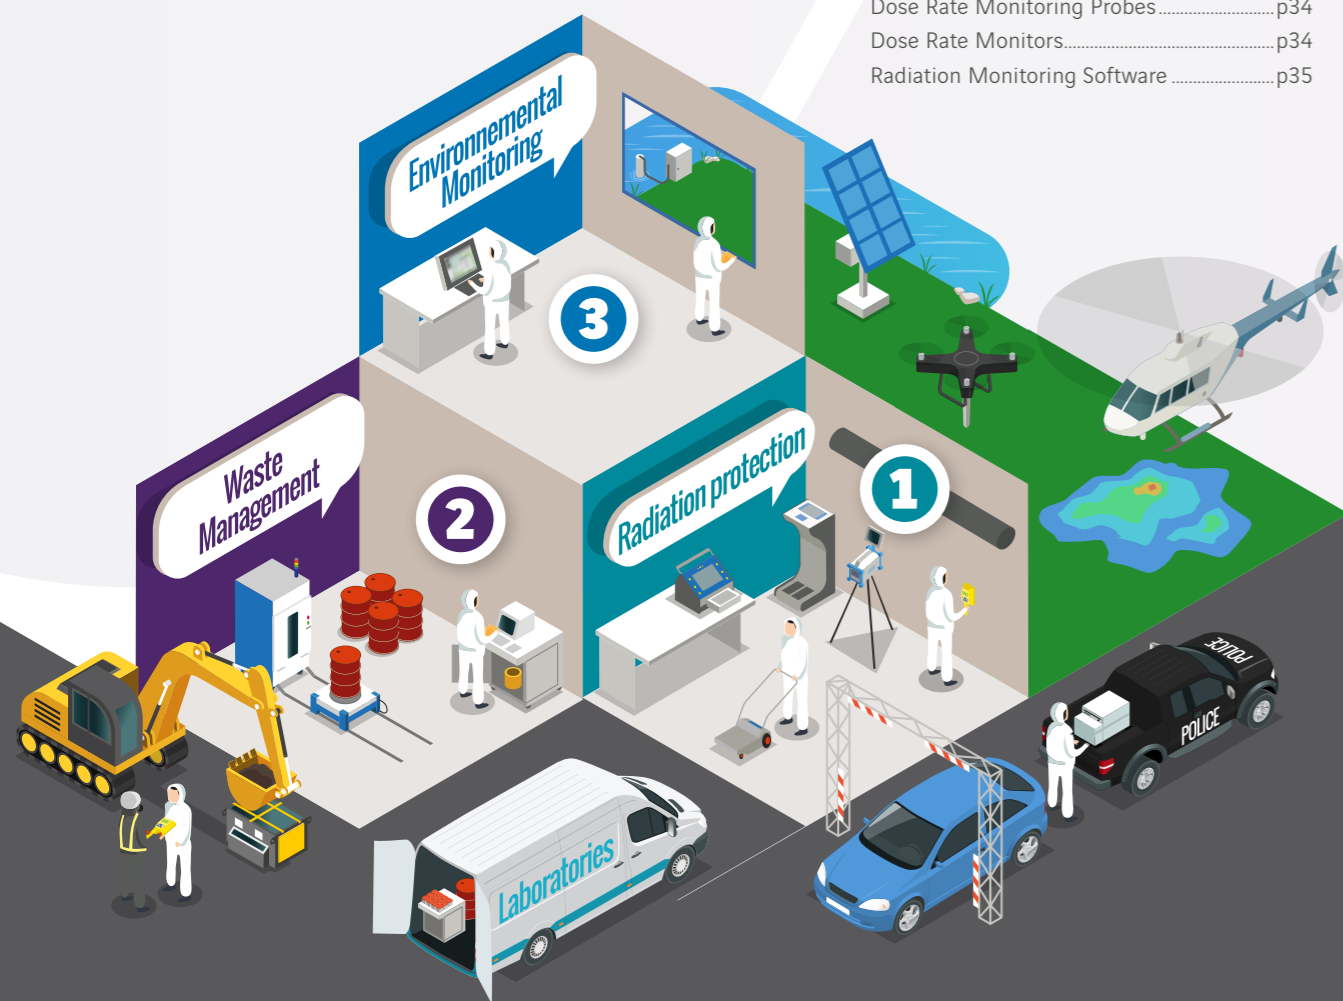 Dose Rate Monitoring Probes ............................ p34
Dose Rate Monitors ................................................... p34
Radiation Monitoring Software ......................... p35
Environnemental
Monitoring
3
Waste
Management
2
Radiation protection
1
POLICE
POLICE
Laboratories